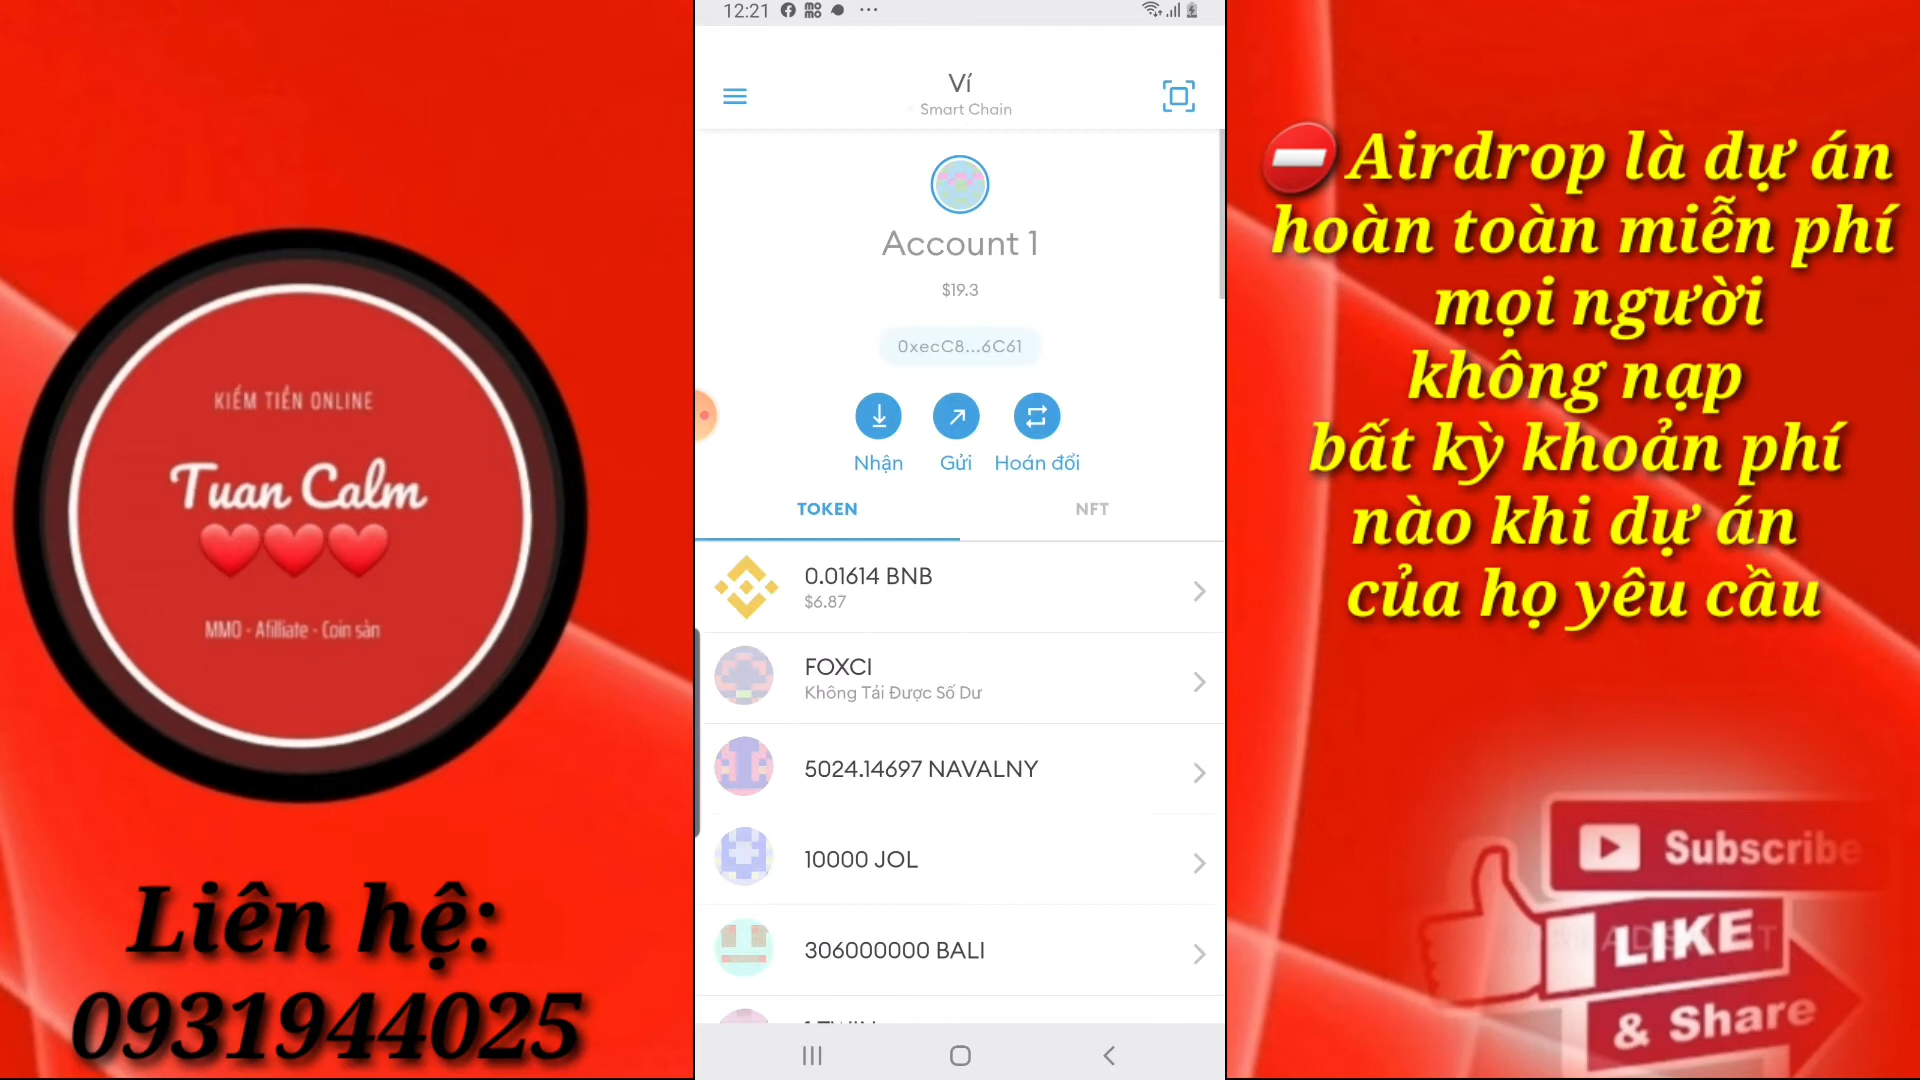 KIẾM TIỀN ONLINE
Tuan Calm
MMO - Afilliate - Coin sàn
Liên hệ:
0931944025
12:21
Ví
Smart Chain
Account 1
$19.3
0xecC8...6C61
Nhận
Gửi
Hoán đổi
TOKEN
NFT
0.01614 BNB
$6.87
FOXCI
Không Tải Được Số Dư
5024.14697 NAVALNY
10000 JOL
306000000 BALI
Airdrop là dự án
hoàn toàn miễn phí
mọi người
không nạp
bất kỳ khoản phí
nào khi dự án
của họ yêu cầu
Subscribe
LIKE
& Share